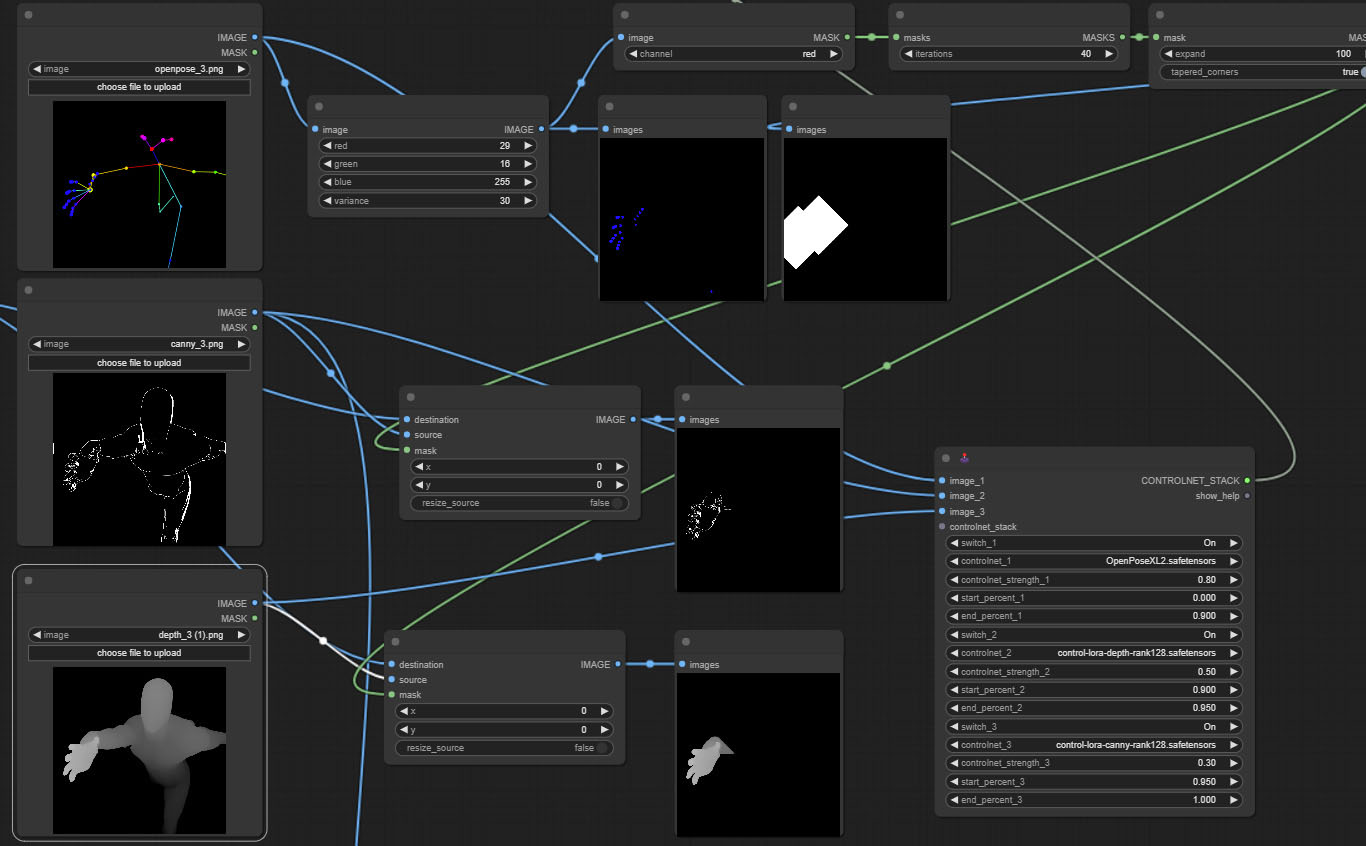 IMAGE
MASK
image openpose_3.png
choose file to upload
image MASK
channel red
masks MASKS
iterations 40
mask MAS
expand 100
tapered_corners true
image IMAGE
red 29
green 16
blue 255
variance 30
images
images
IMAGE
MASK
image canny_3.png
choose file to upload
destination IMAGE
source
mask
x 0
y 0
resize_source false
images
IMAGE
MASK
image depth_3 (1).png
choose file to upload
destination IMAGE
source
mask
x 0
y 0
resize_source false
images
image_1 CONTROLNET_STACK
image_2 show_help
image_3
controlnet_stack
switch_1 On
controlnet_1 OpenPoseXL2.safetensors
controlnet_strength_1 0.80
start_percent_1 0.000
end_percent_1 0.900
switch_2 On
controlnet_2 control-lora-depth-rank128.safetensors
controlnet_strength_2 0.50
start_percent_2 0.900
end_percent_2 0.950
switch_3 On
controlnet_3 control-lora-canny-rank128.safetensors
controlnet_strength_3 0.30
start_percent_3 0.950
end_percent_3 1.000